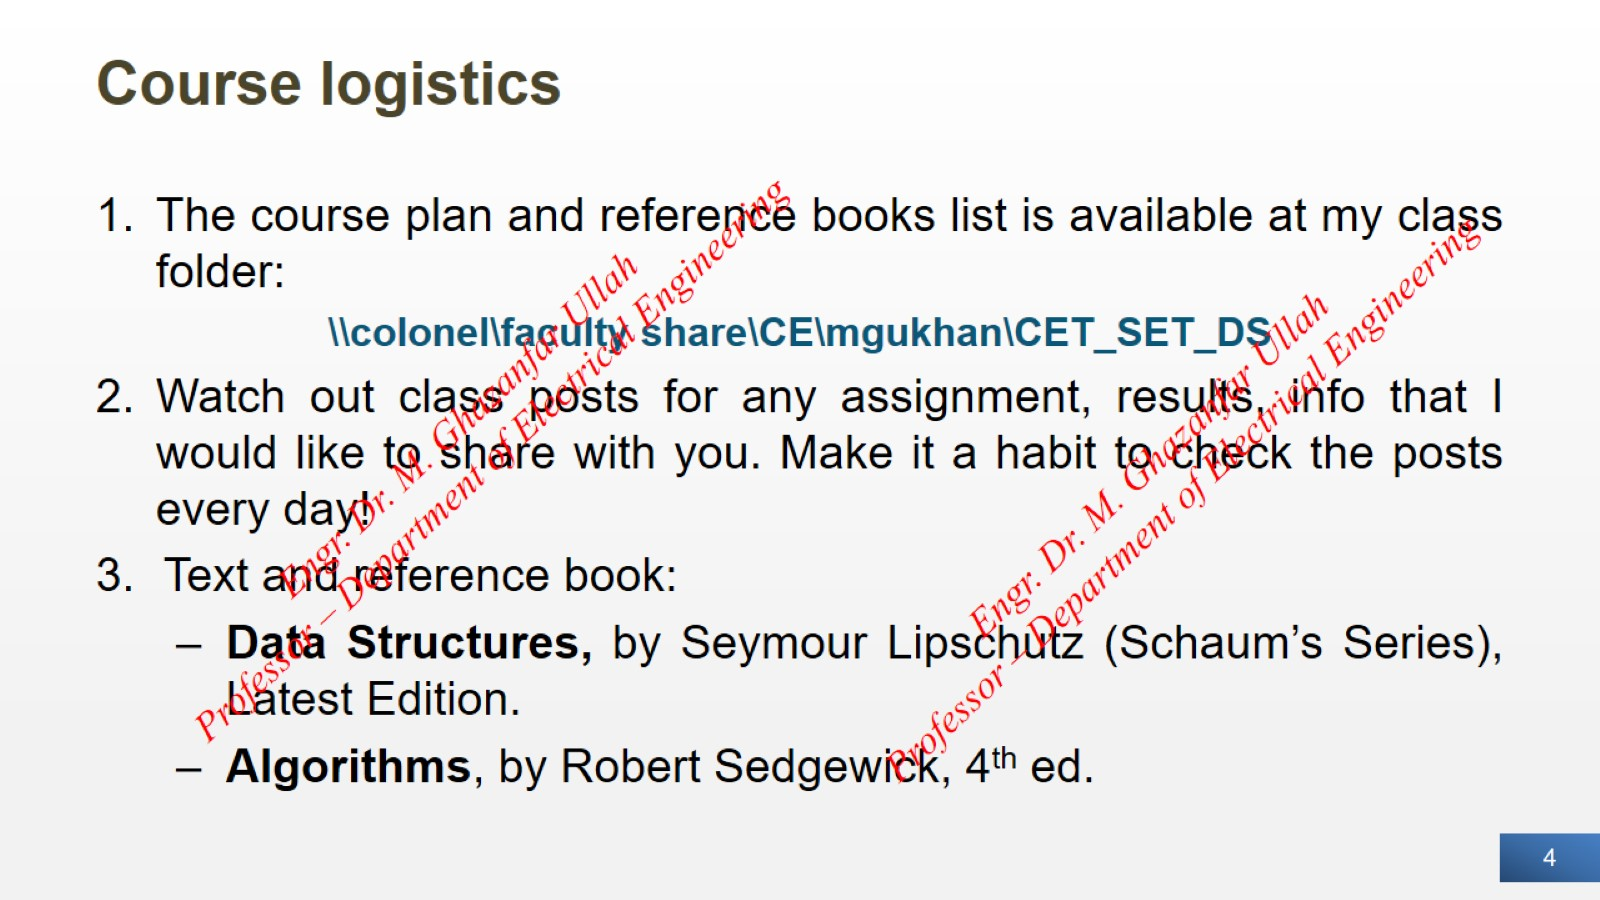 Course logistics
1. The course plan and reference books list is available at my class
folder:
\\colonel\faculty share\CE\mgukhan\CET_SET_DS
2. Watch out class posts for any assignment, results, info that I
would like to share with you. Make it a habit to check the posts
every day!
3. Text and reference book:
– Data Structures, by Seymour Lipschutz (Schaum’s Series),
Latest Edition.
– Algorithms, by Robert Sedgewick, 4th ed.
Engr. Dr. M. Ghazanfar Ullah
Professor – Department of Electrical Engineering
Engr. Dr. M. Ghazanfar Ullah
Professor – Department of Electrical Engineering
4